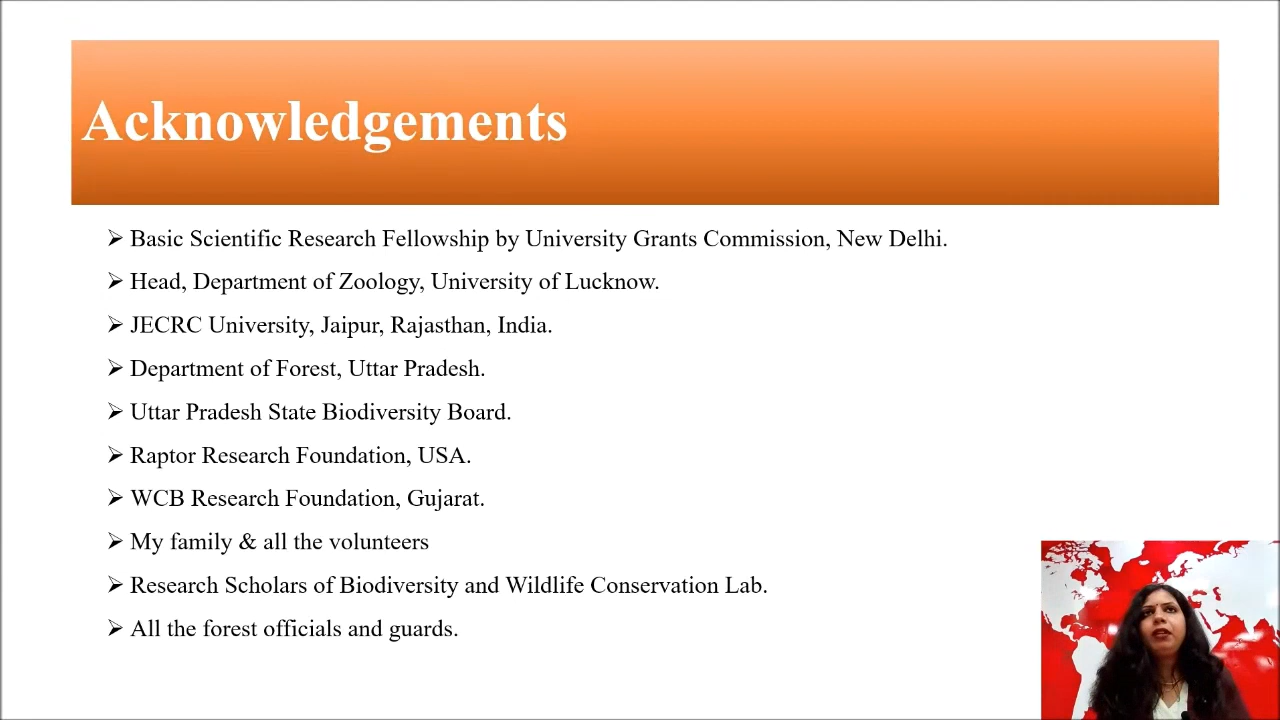 Acknowledgements
Basic Scientific Research Fellowship by University Grants Commission, New Delhi.
Head, Department of Zoology, University of Lucknow.
JECRC University, Jaipur, Rajasthan, India.
Department of Forest, Uttar Pradesh.
Uttar Pradesh State Biodiversity Board.
Raptor Research Foundation, USA.
WCB Research Foundation, Gujarat.
My family & all the volunteers
Research Scholars of Biodiversity and Wildlife Conservation Lab.
All the forest officials and guards.